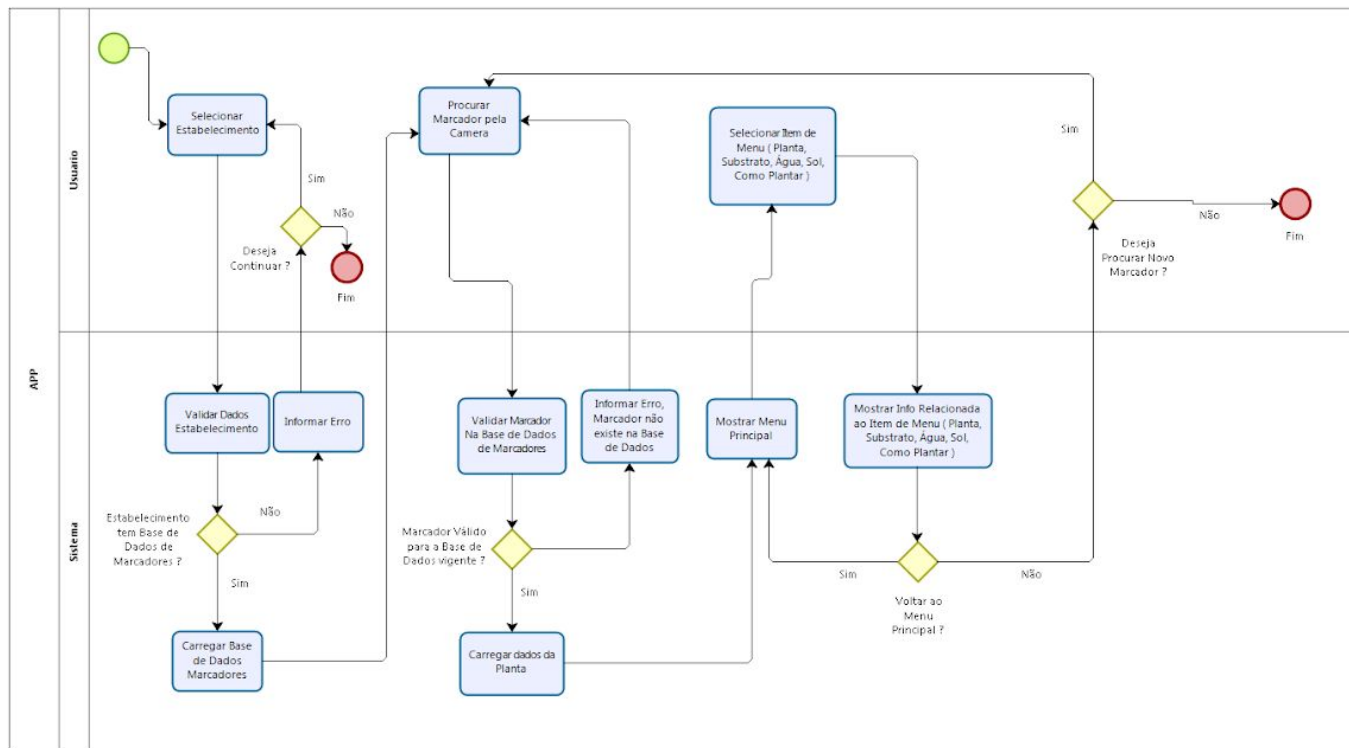 APP
Usuario
Selecionar
Estabelecimento
Sim
Não
Deseja
Continuar ?
Fim
Procurar
Marcador pela
Camera
Selecionar Item de
Menu ( Planta,
Substrato, Água, Sol,
Como Plantar )
Sim
Deseja
Procurar Novo
Marcador ?
Não
Fim
Sistema
Validar Dados
Estabelecimento
Informar Erro
Estabelecimento
tem Base de
Dados de
Marcadores ?
Não
Sim
Carregar Base
de Dados
Marcadores
Validar Marcador
Na Base de Dados
de Marcadores
Informar Erro,
Marcador não
existe na Base
de Dados
Marcador Válido
para a Base de
Dados vigente ?
Sim
Carregar dados da
Planta
Mostrar Menu
Principal
Mostrar Info Relacionada
ao Item de Menu ( Planta,
Substrato, Água, Sol,
Como Plantar )
Sim
Não
Voltar ao
Menu
Principal ?